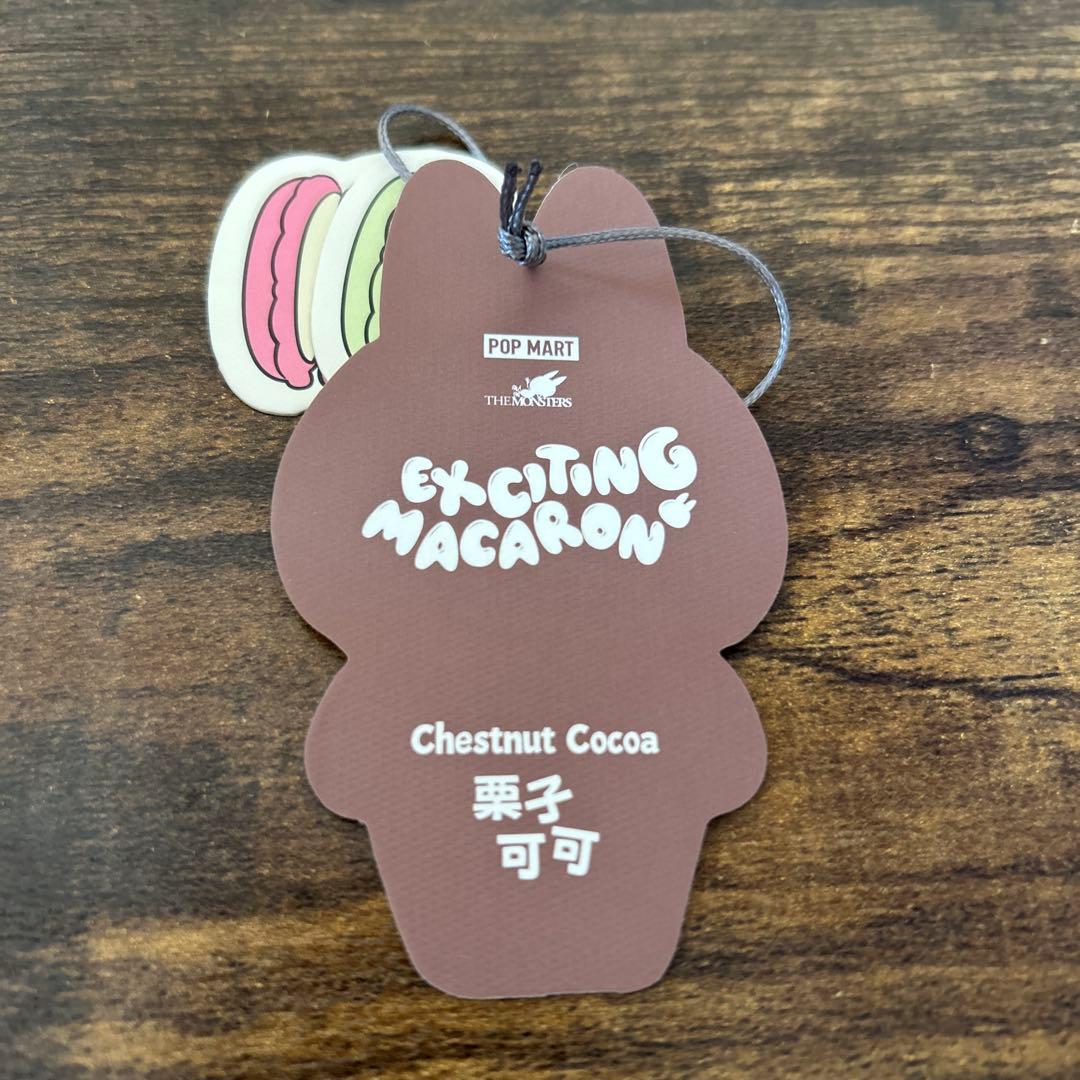 POP MART
THE MONSTERS
EXCITING
MACARON
Chestnut Cocoa
栗子
可可